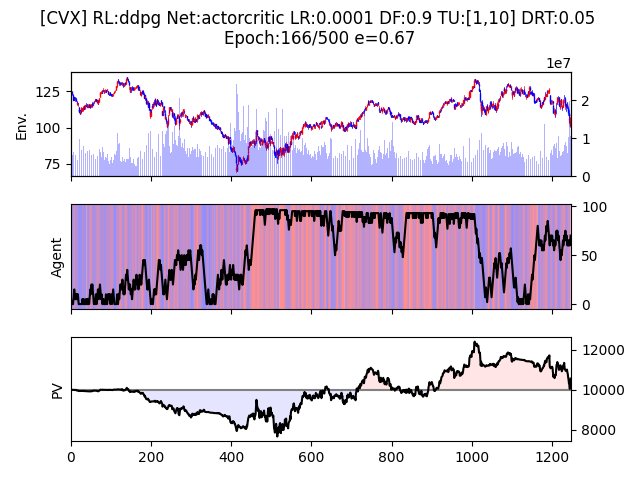 [CVX] RL:ddpg Net:actorcritic LR:0.0001 DF:0.9 TU:[1,10] DRT:0.05
Epoch:166/500 e=0.67
1e7
125
100
75
Env.
2
1
0
Agent
100
50
0
PV
12000
10000
8000
0 200 400 600 800 1000 1200